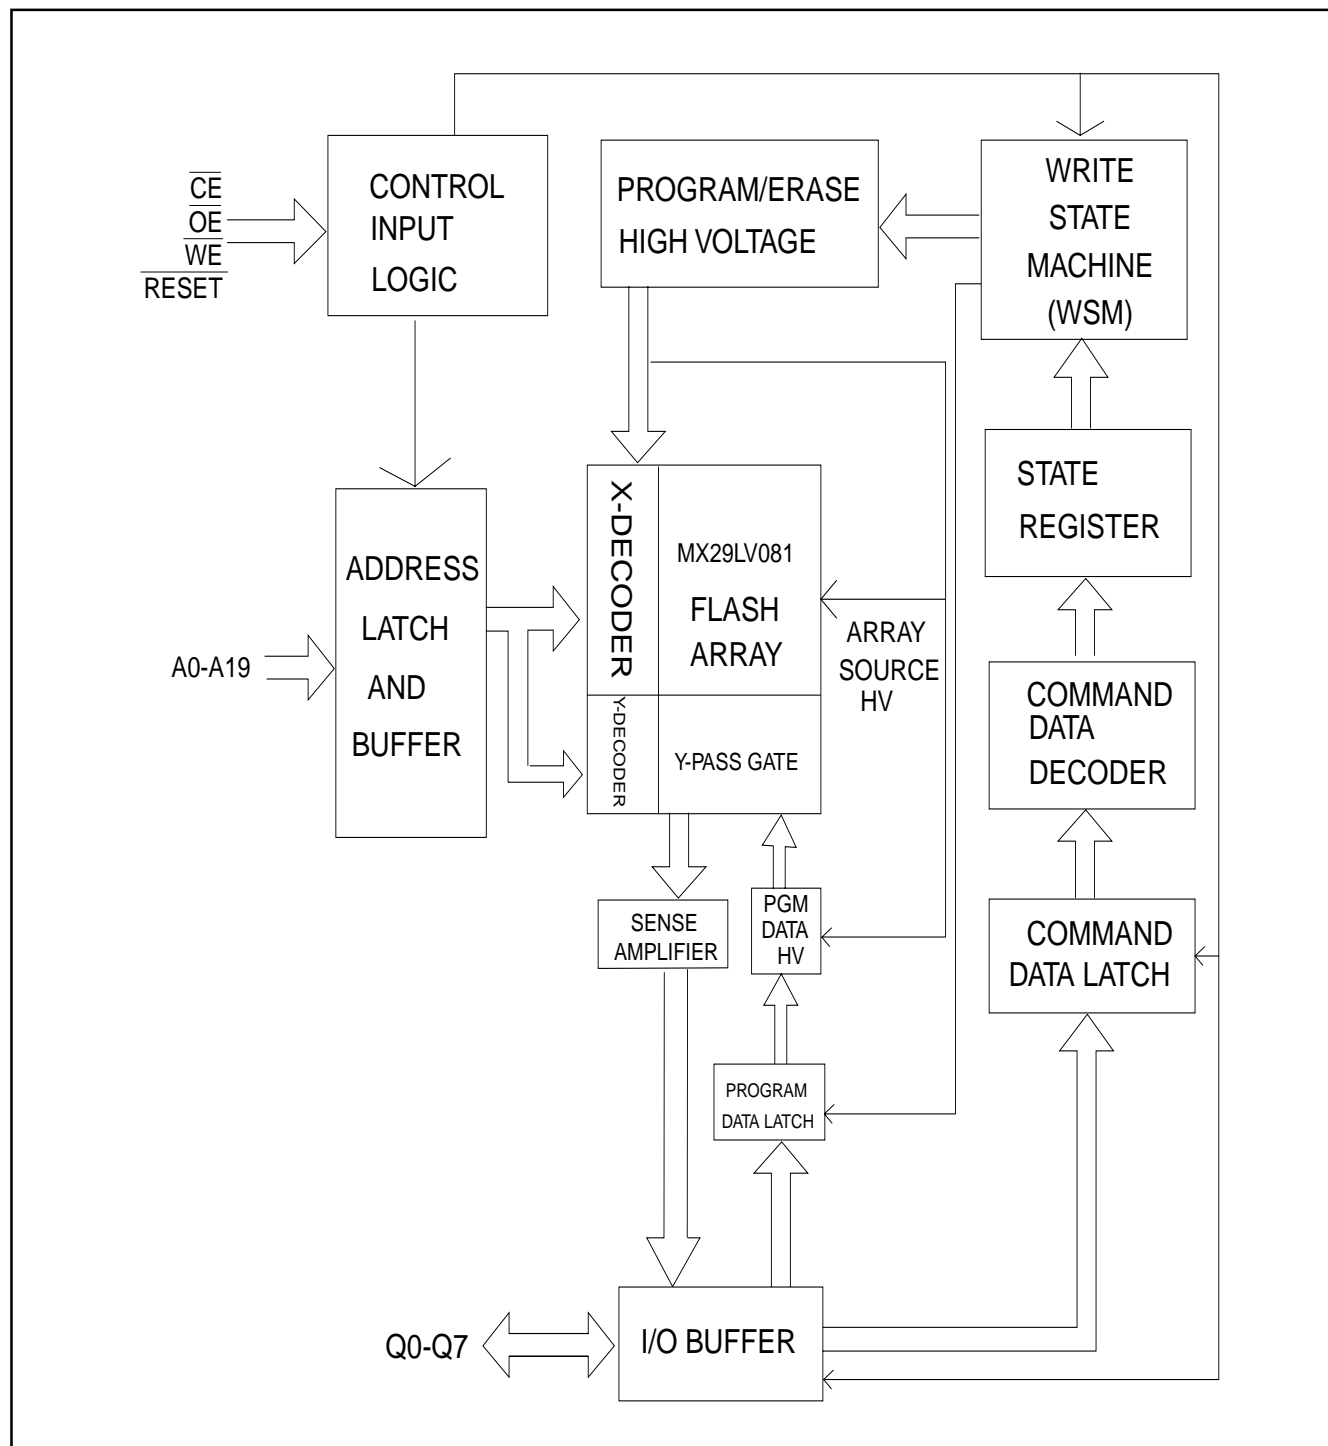 CE
OE
WE
RESET
CONTROL
INPUT
LOGIC
PROGRAM/ERASE
HIGH VOLTAGE
WRITE
STATE
MACHINE
(WSM)
STATE
REGISTER
A0-A19
ADDRESS
LATCH
AND
BUFFER
X-DECODER
MX29LV081
FLASH
ARRAY
ARRAY
SOURCE
HV
Y-DECODER
Y-PASS GATE
COMMAND
DATA
DECODER
SENSE
AMPLIFIER
PGM
DATA
HV
COMMAND
DATA LATCH
PROGRAM
DATA LATCH
Q0-Q7
I/O BUFFER